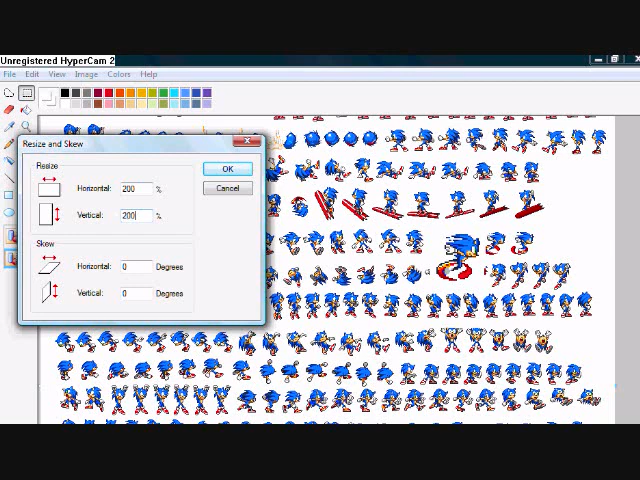 Unregistered HyperCam 2
File Edit View Image Colors Help
Resize and Skew
Resize
OK
Horizontal: 200 %
Cancel
Vertical: 200 %
Skew
Horizontal: 0 Degrees
Vertical: 0 Degrees